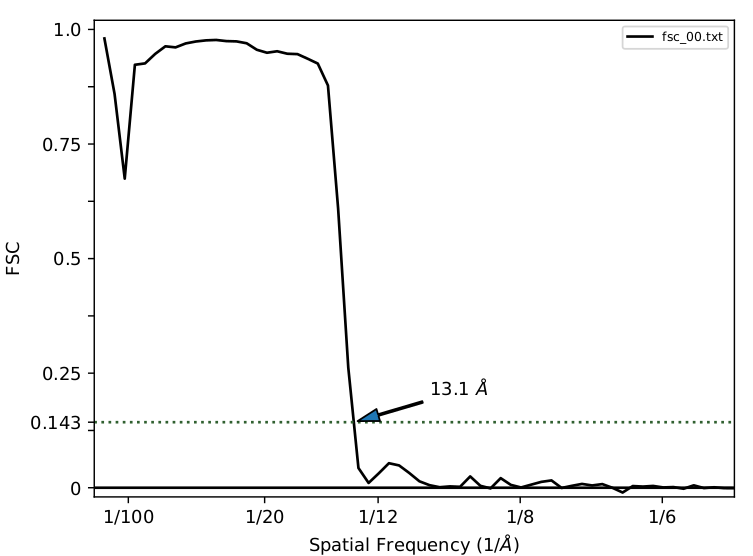 fsc_00.txt
1.0
0.75
0.5
0.25
0.143
0
FSC
13.1 Å
1/100 1/20 1/12 1/8 1/6
Spatial Frequency (1/Å)